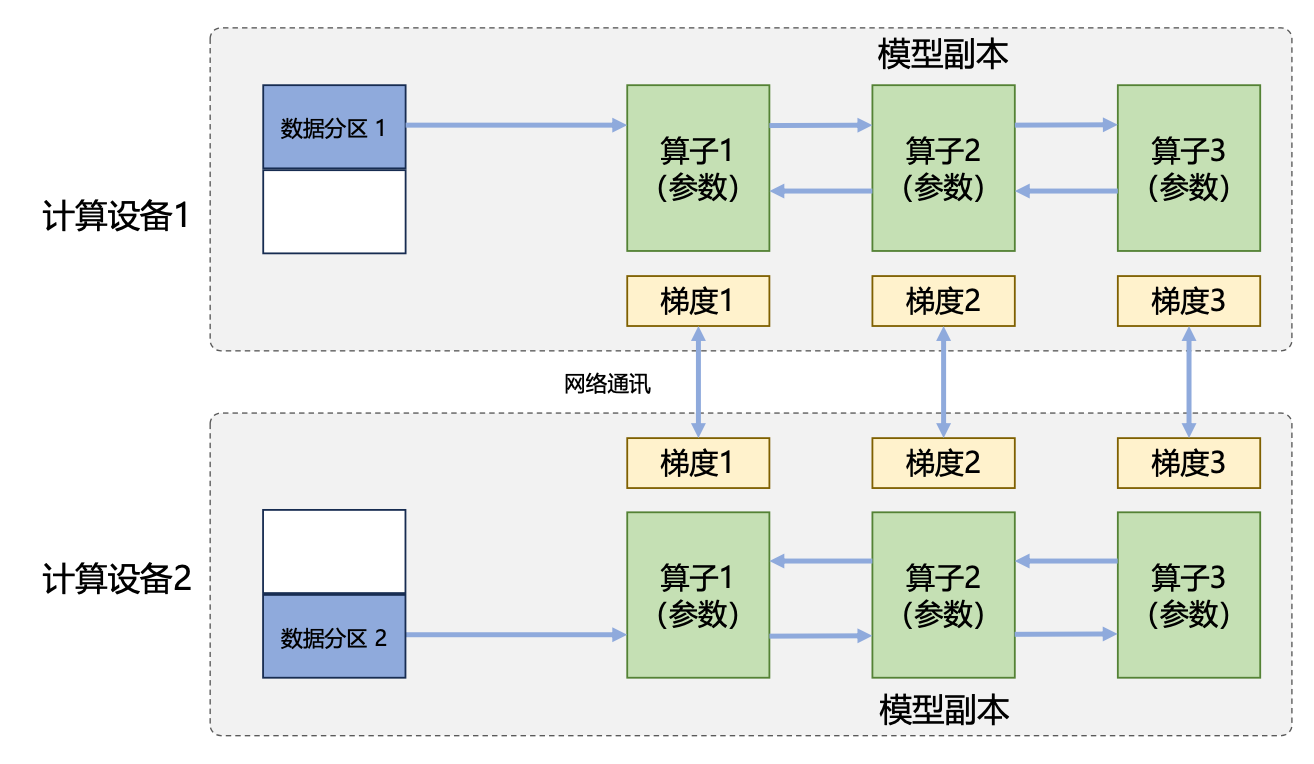 模型副本
数据分区 1
算子1
(参数)
算子2
(参数)
算子3
(参数)
计算设备1
梯度1
梯度2
梯度3
网络通讯
梯度1
梯度2
梯度3
计算设备2
算子1
(参数)
算子2
(参数)
算子3
(参数)
数据分区 2
模型副本